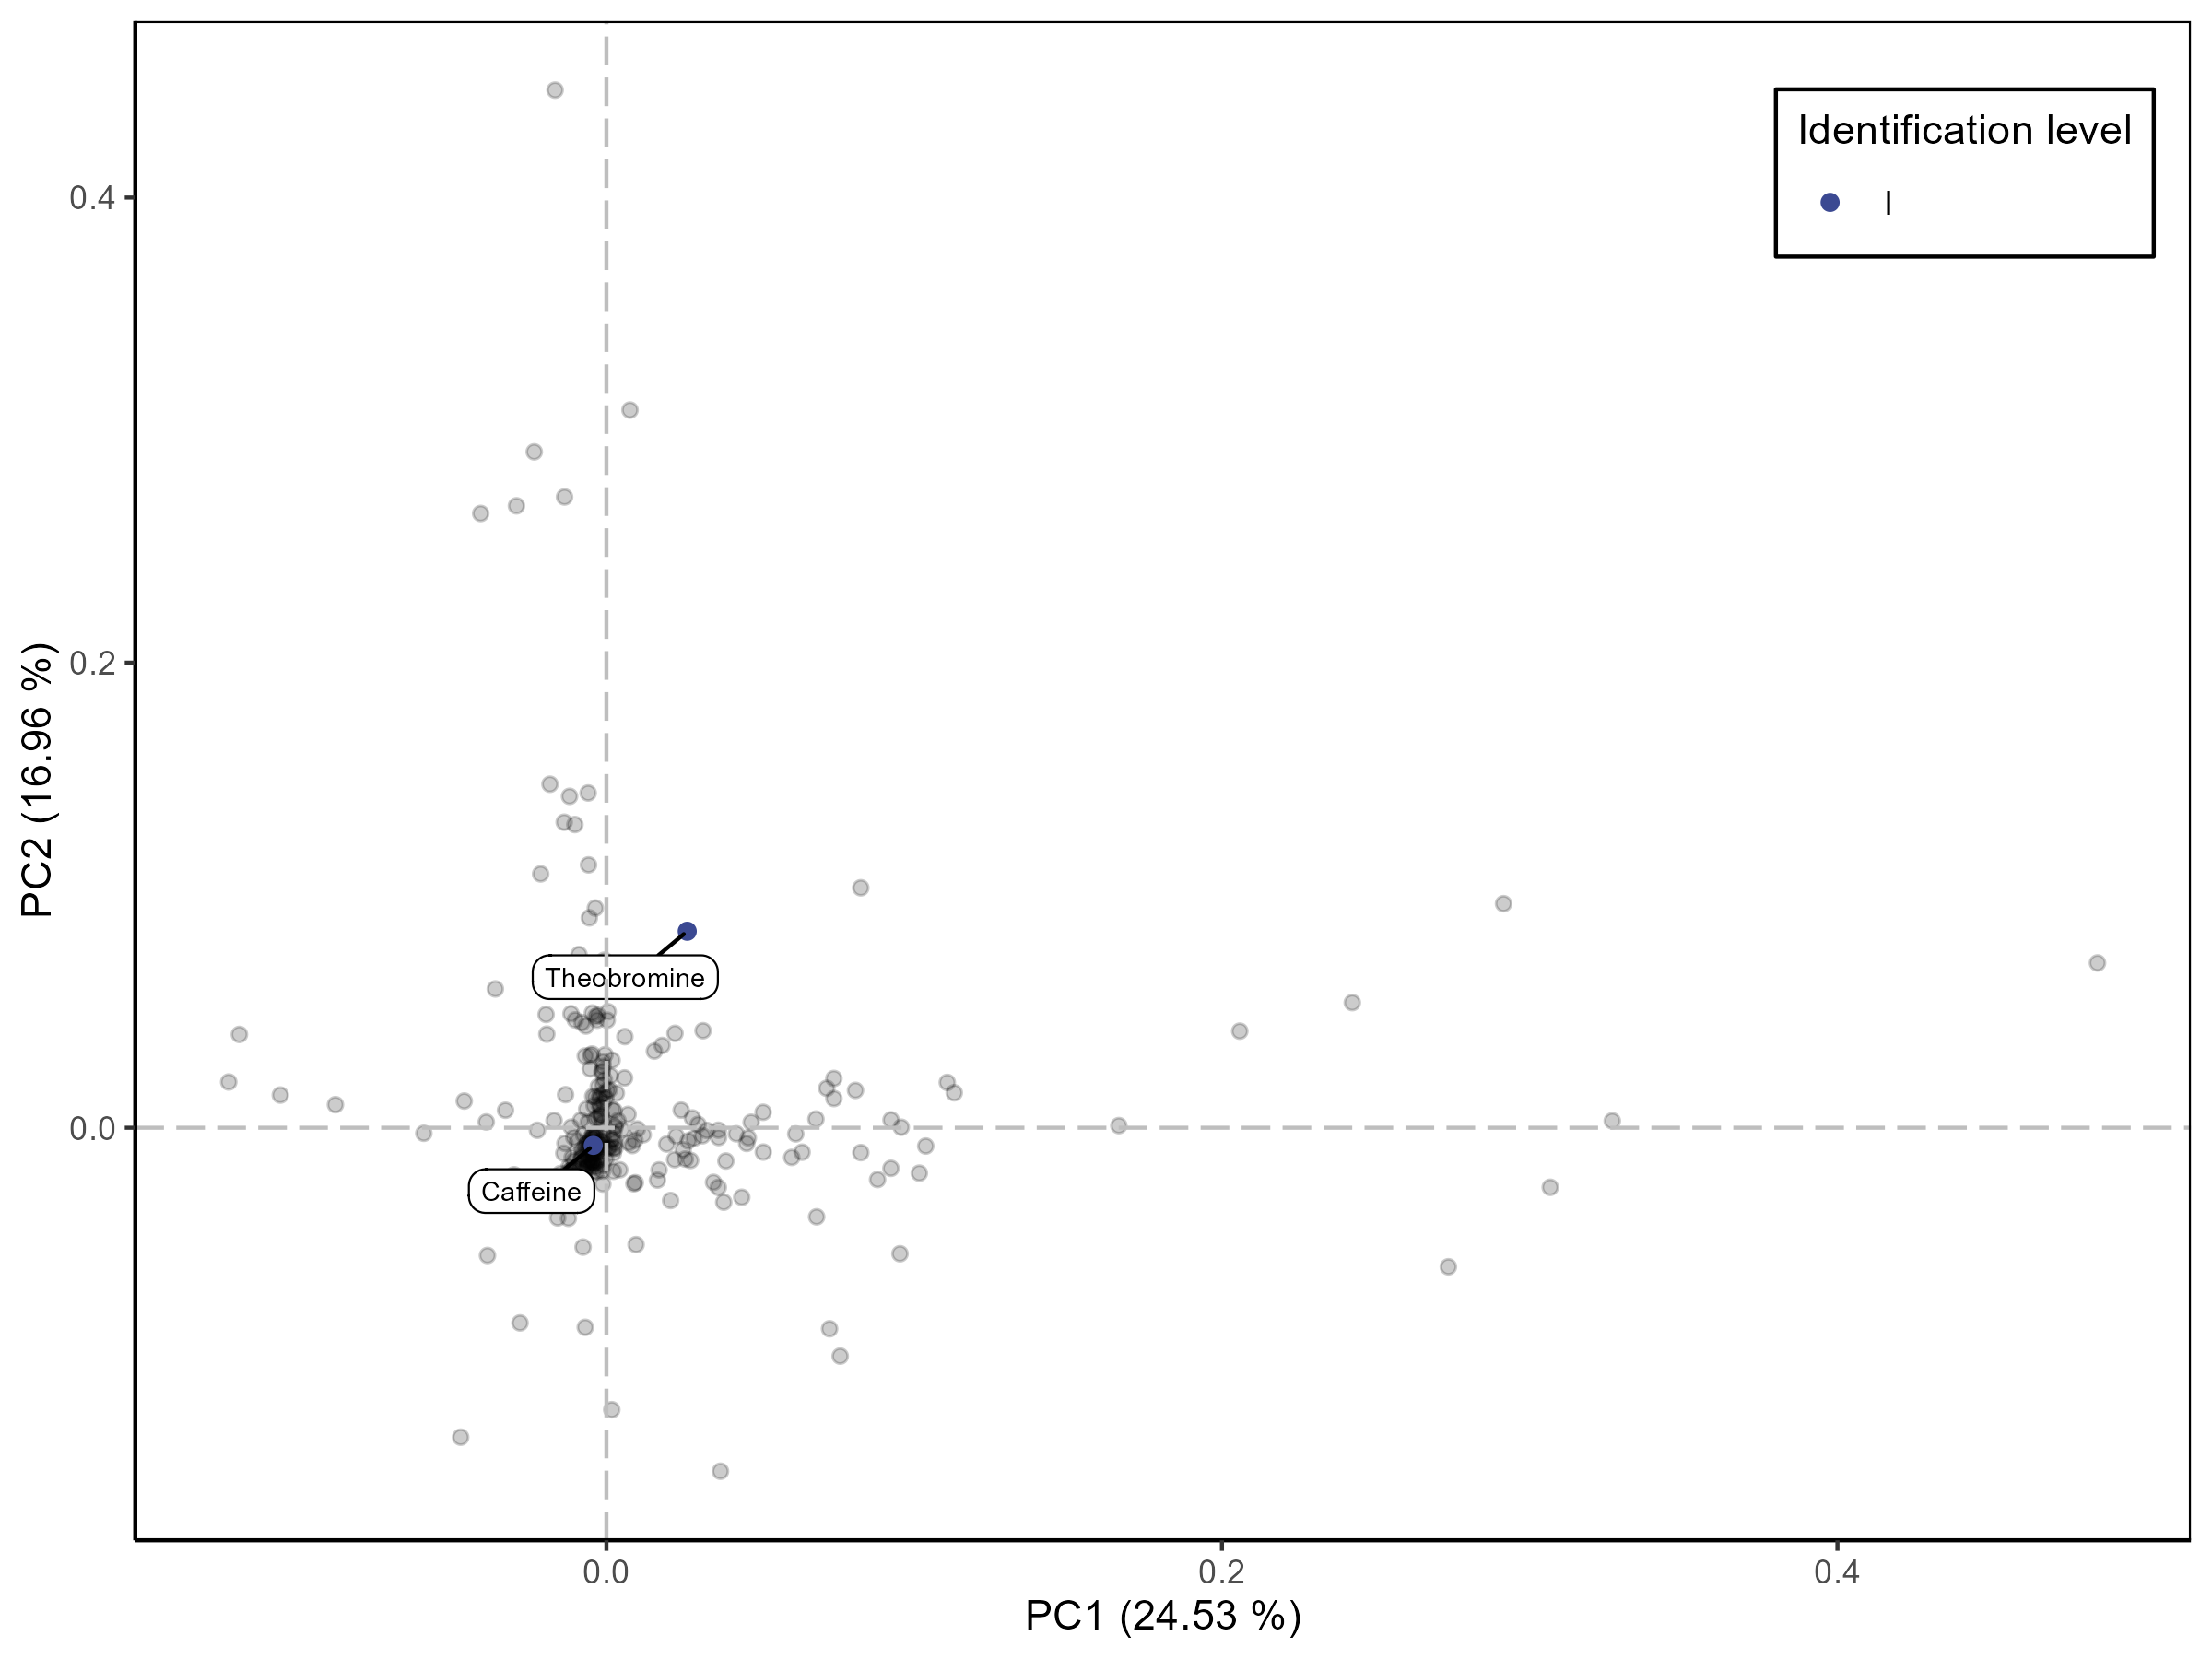 Identification level
I
0.4
0.2
0.0
PC2 (16.96 %)
Theobromine
Caffeine
0.0
0.2
0.4
PC1 (24.53 %)